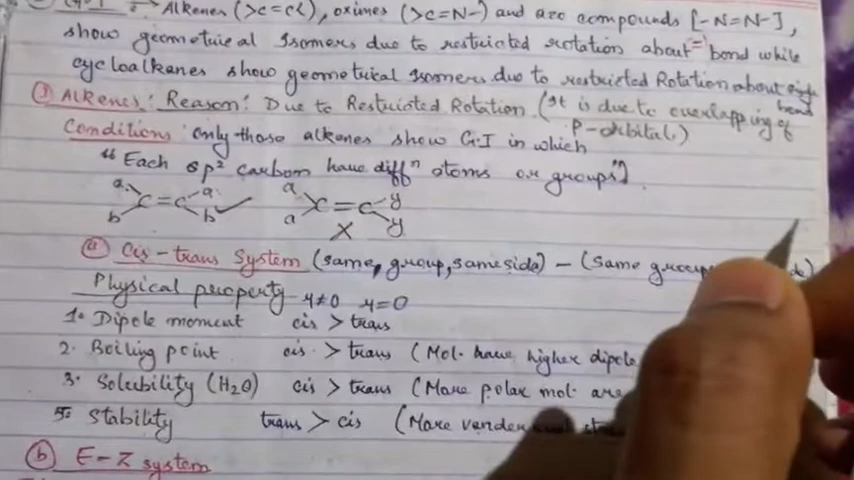 Alkenes (>C=C<), oximes (>C=N-) and azo compounds [-N=N-],
show geometrical Isomers due to restricted rotation about = bond while
cycloalkanes show geometrical Isomers due to restricted Rotation about
bond
① Alkenes: Reason: Due to Restricted Rotation. (It is due to overlapping of
P-orbital.)
Conditions: only those alkenes show G.I in which
"Each sp² carbom have diffⁿ atoms or groups".
a a a y
C=C C=C
b b a y
X
ⓐ Cis-trans System (same, group, same side) - (Same group
Physical property μ≠0 μ=0
1. Dipole moment cis > trans
2. Boiling point cis > trans (Mol. have higher dipole
3. Solubility (H₂O) cis > trans (More polar mol. are
5. Stability trans > cis (More
ⓑ E-Z system